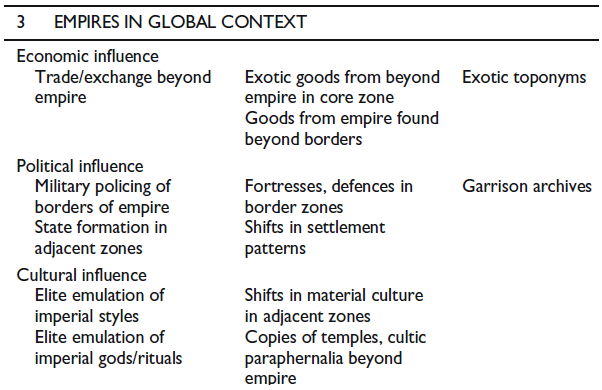 3 EMPIRES IN GLOBAL CONTEXT
Economic influence
Trade/exchange beyond Exotic goods from beyond Exotic toponyms
empire empire in core zone
Goods from empire found
beyond borders
Political influence
Military policing of Fortresses, defences in Garrison archives
borders of empire border zones
State formation in Shifts in settlement
adjacent zones patterns
Cultural influence
Elite emulation of Shifts in material culture
imperial styles in adjacent zones
Elite emulation of Copies of temples, cultic
imperial gods/rituals paraphernalia beyond
empire